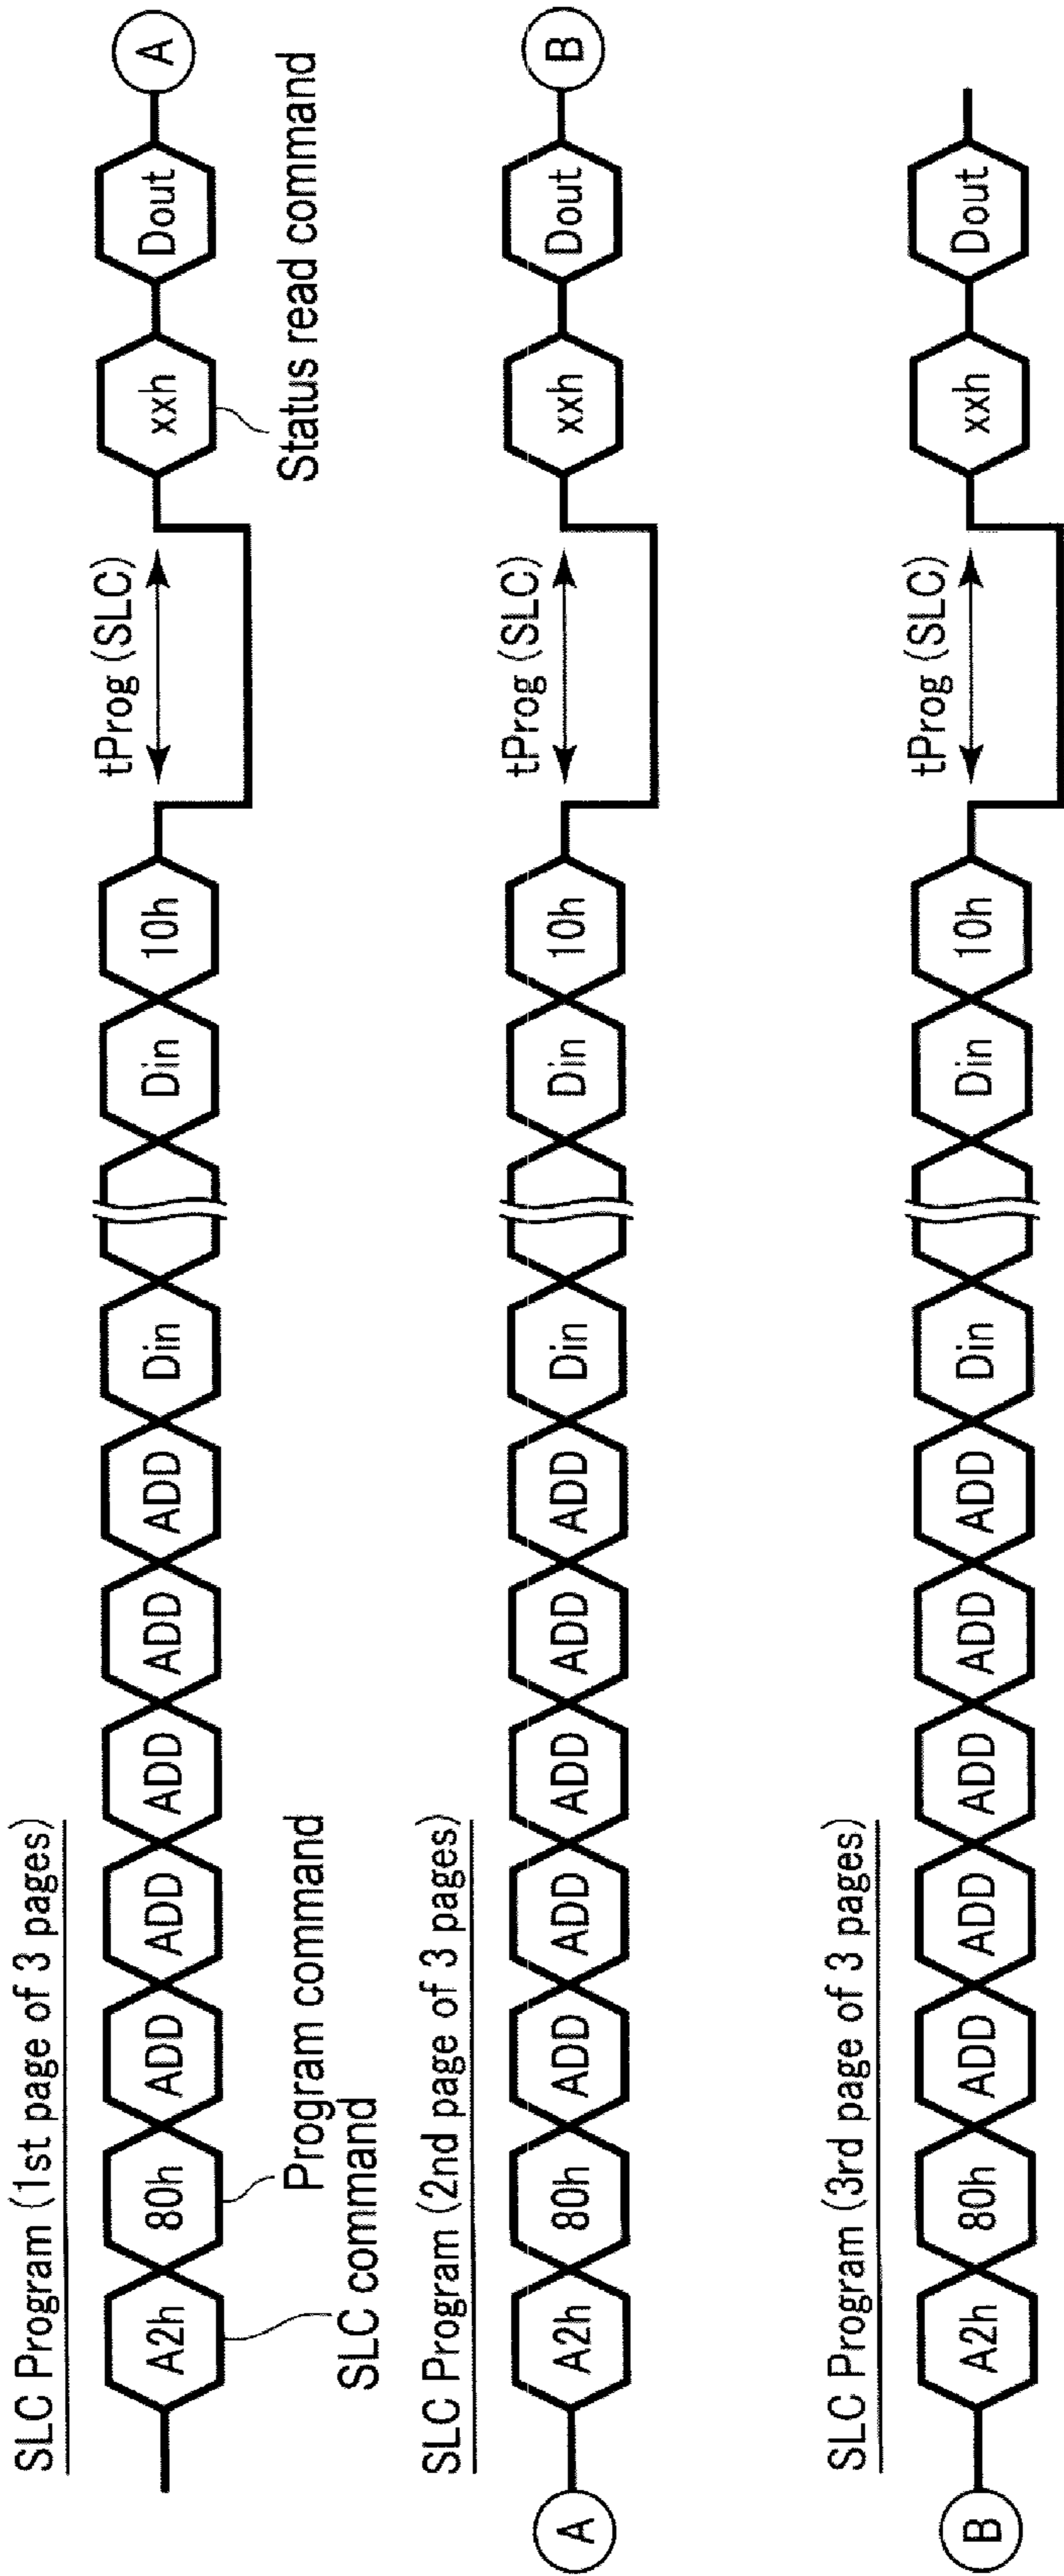 SLC Program (1st page of 3 pages)
A2h 80h ADD ADD ADD ADD ADD Din Din 10h tProg (SLC) xxh Dout A
SLC command
Program command
Status read command
SLC Program (2nd page of 3 pages)
A A2h 80h ADD ADD ADD ADD ADD Din Din 10h tProg (SLC) xxh Dout B
SLC Program (3rd page of 3 pages)
B A2h 80h ADD ADD ADD ADD ADD Din Din 10h tProg (SLC) xxh Dout